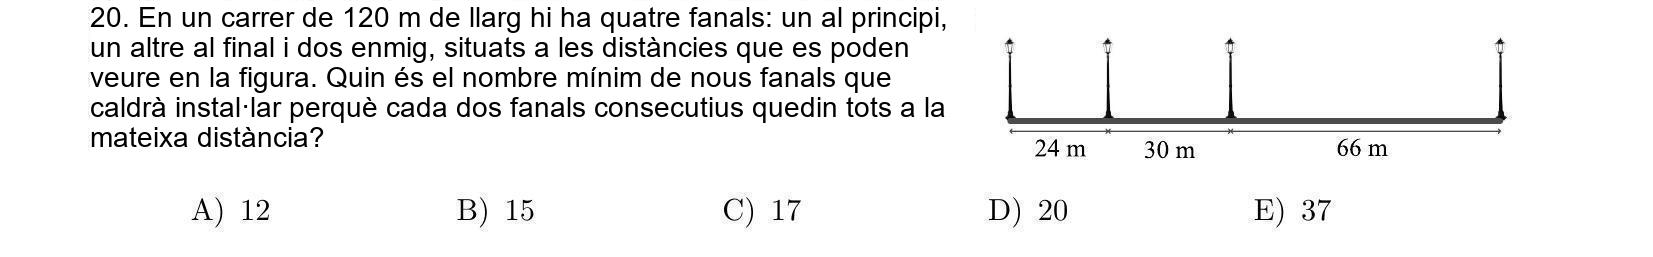 20. En un carrer de 120 m de llarg hi ha quatre fanals: un al principi,
un altre al final i dos enmig, situats a les distàncies que es poden
veure en la figura. Quin és el nombre mínim de nous fanals que
caldrà instal·lar perquè cada dos fanals consecutius quedin tots a la
mateixa distància?
24 m
30 m
66 m
A) 12
B) 15
C) 17
D) 20
E) 37